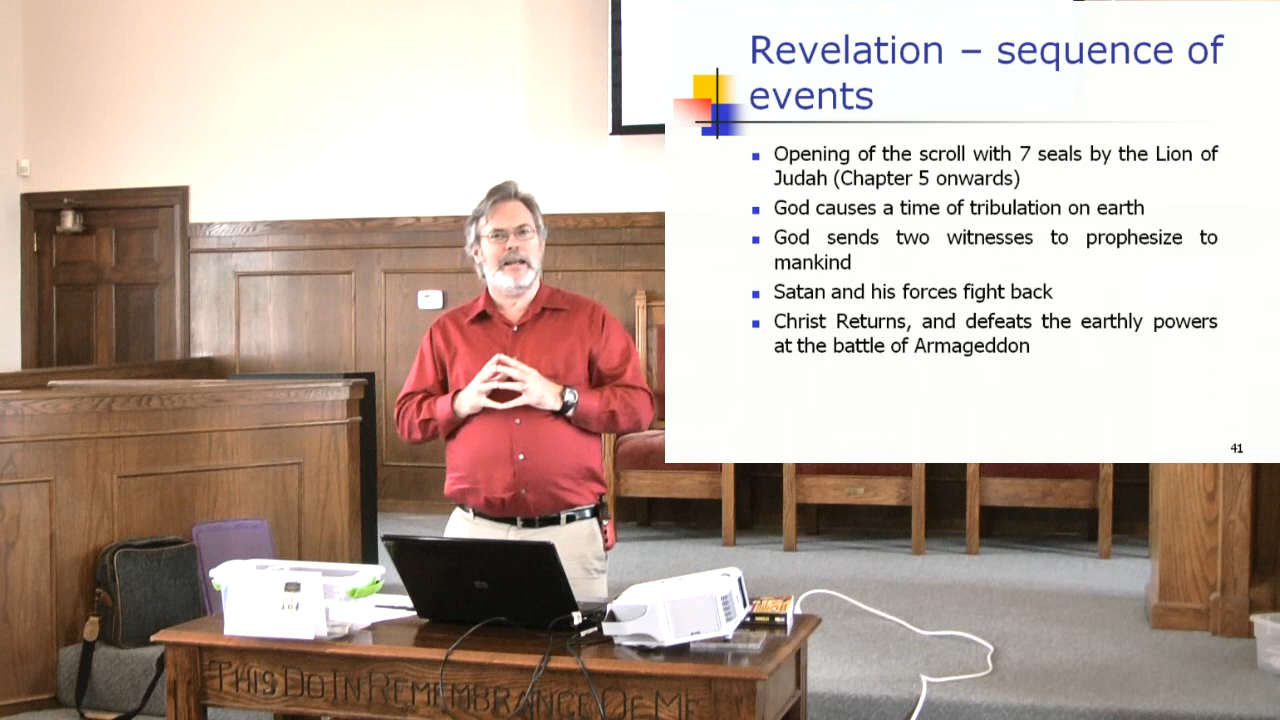 Revelation – sequence of
events
Opening of the scroll with 7 seals by the Lion of
Judah (Chapter 5 onwards)
God causes a time of tribulation on earth
God sends two witnesses to prophesize to
mankind
Satan and his forces fight back
Christ Returns, and defeats the earthly powers
at the battle of Armageddon
41
THIS DO IN REMEMBRANCE OF ME